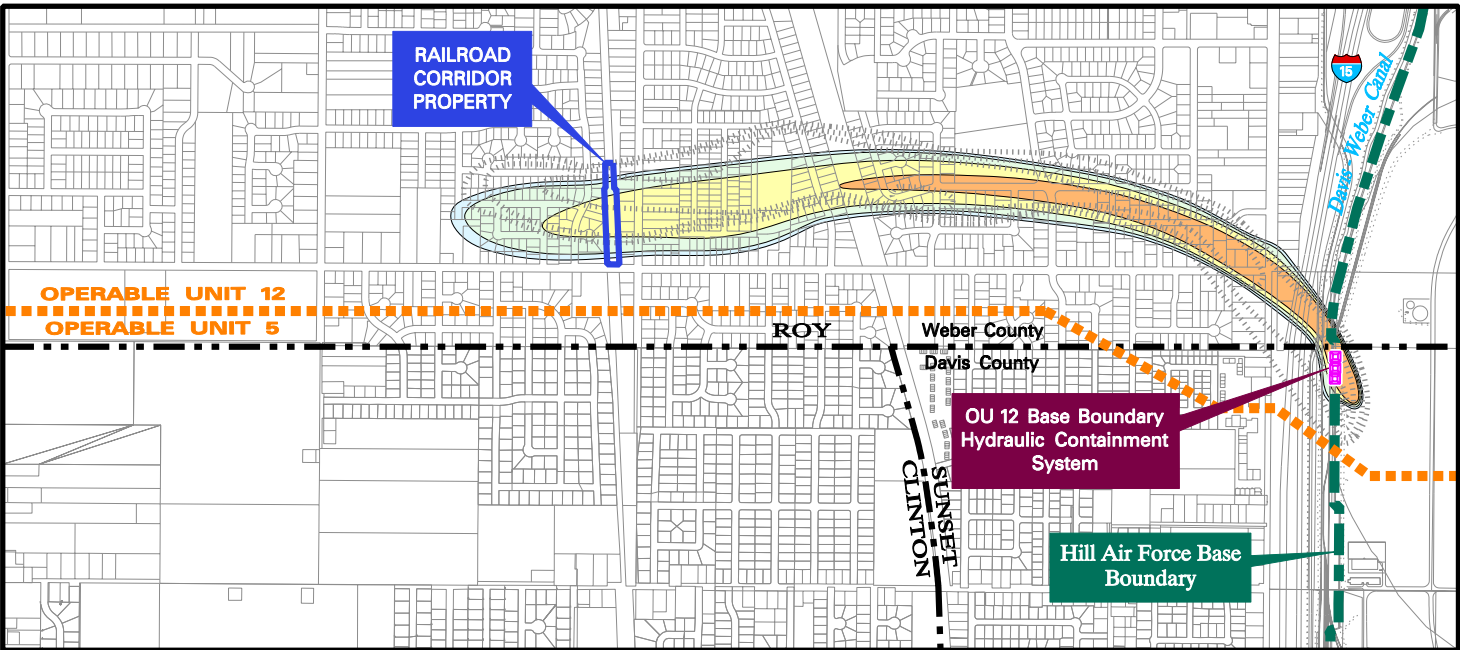 RAILROAD
CORRIDOR
PROPERTY
15
Davis - Weber Canal
OPERABLE UNIT 12
OPERABLE UNIT 5
ROY
Weber County
Davis County
OU 12 Base Boundary
Hydraulic Containment
System
SUNSET
CLINTON
Hill Air Force Base
Boundary